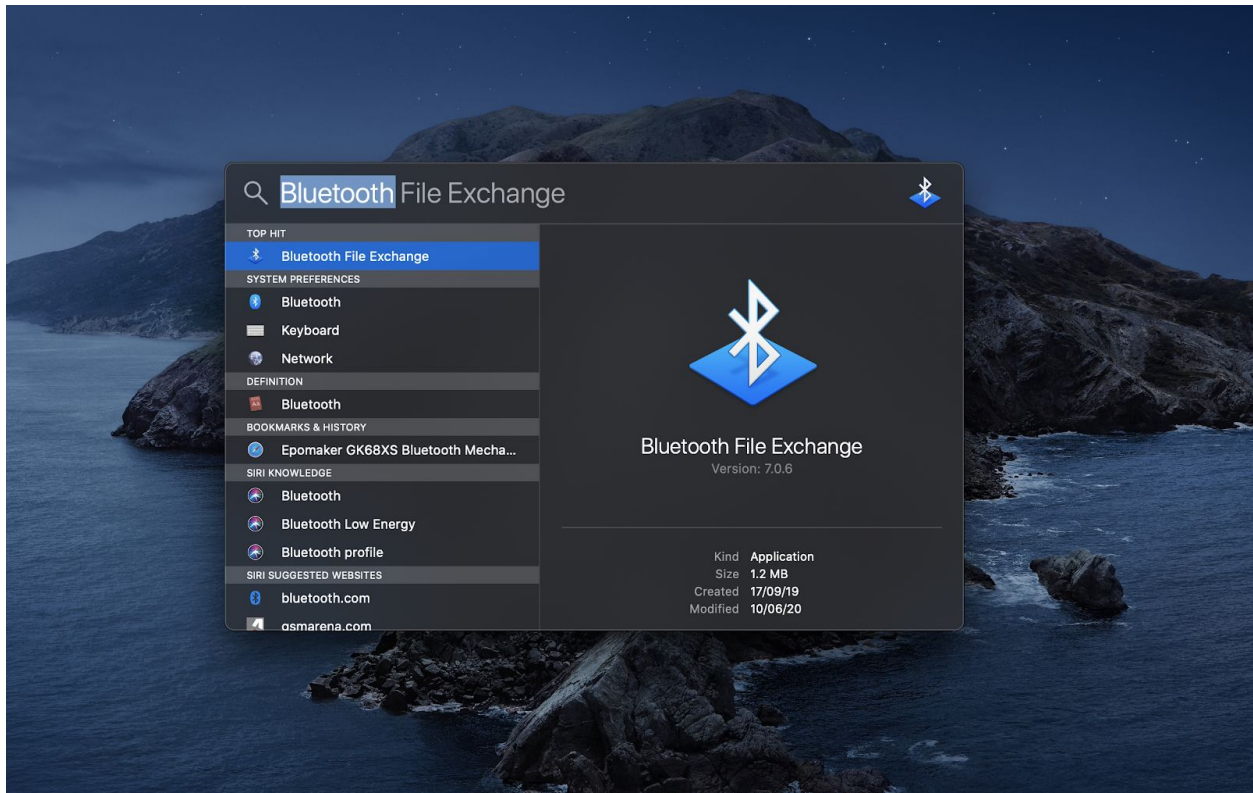 Bluetooth File Exchange
TOP HIT
Bluetooth File Exchange
SYSTEM PREFERENCES
Bluetooth
Keyboard
Network
DEFINITION
Bluetooth
BOOKMARKS & HISTORY
Epomaker GK68XS Bluetooth Mecha...
SIRI KNOWLEDGE
Bluetooth
Bluetooth Low Energy
Bluetooth profile
SIRI SUGGESTED WEBSITES
bluetooth.com
gsmarena.com
Bluetooth File Exchange
Version: 7.0.6
Kind Application
Size 1.2 MB
Created 17/09/19
Modified 10/06/20